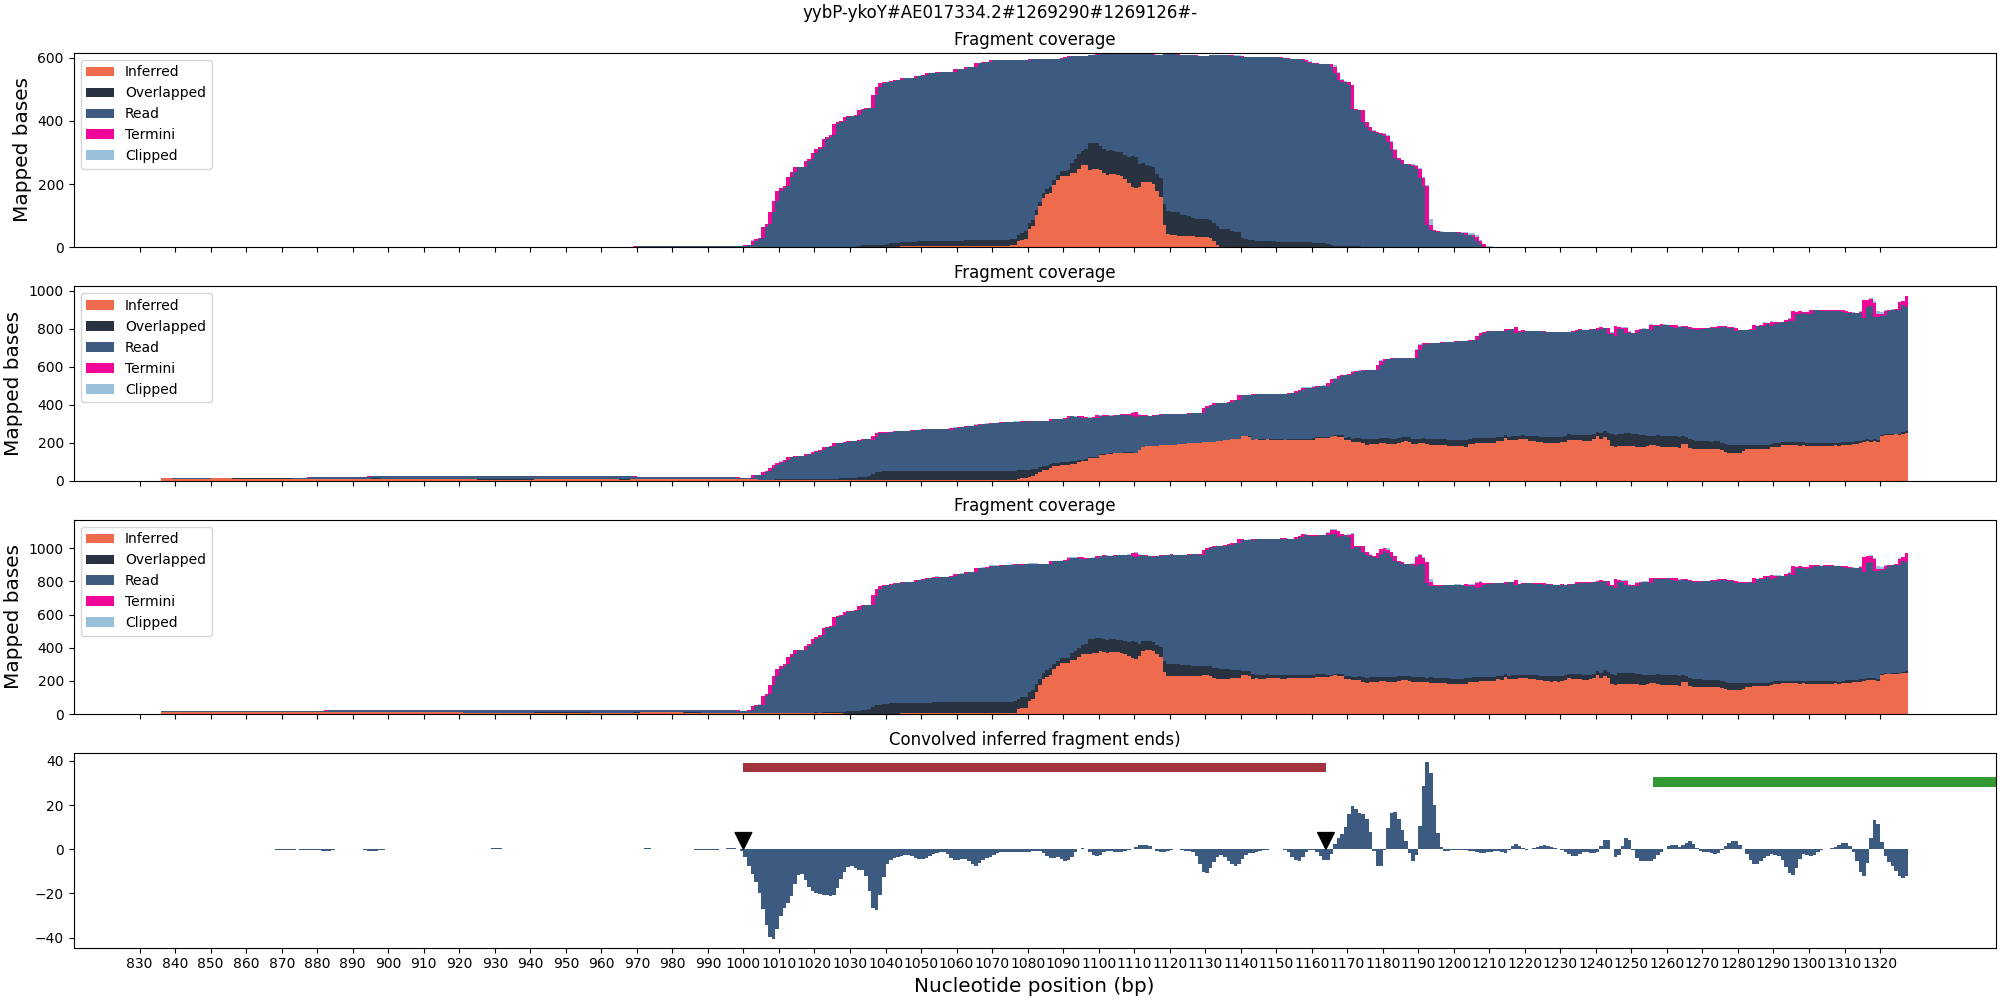 yybP-ykoY#AE017334.2#1269290#1269126#-
Fragment coverage
Mapped bases
600
400
200
0
Inferred
Overlapped
Read
Termini
Clipped
Fragment coverage
Mapped bases
1000
800
600
400
200
0
Inferred
Overlapped
Read
Termini
Clipped
Fragment coverage
Mapped bases
1000
800
600
400
200
0
Inferred
Overlapped
Read
Termini
Clipped
Convolved inferred fragment ends)
40
20
0
−20
−40
830 840 850 860 870 880 890 900 910 920 930 940 950 960 970 980 990 1000 1010 1020 1030 1040 1050 1060 1070 1080 1090 1100 1110 1120 1130 1140 1150 1160 1170 1180 1190 1200 1210 1220 1230 1240 1250 1260 1270 1280 1290 1300 1310 1320
Nucleotide position (bp)